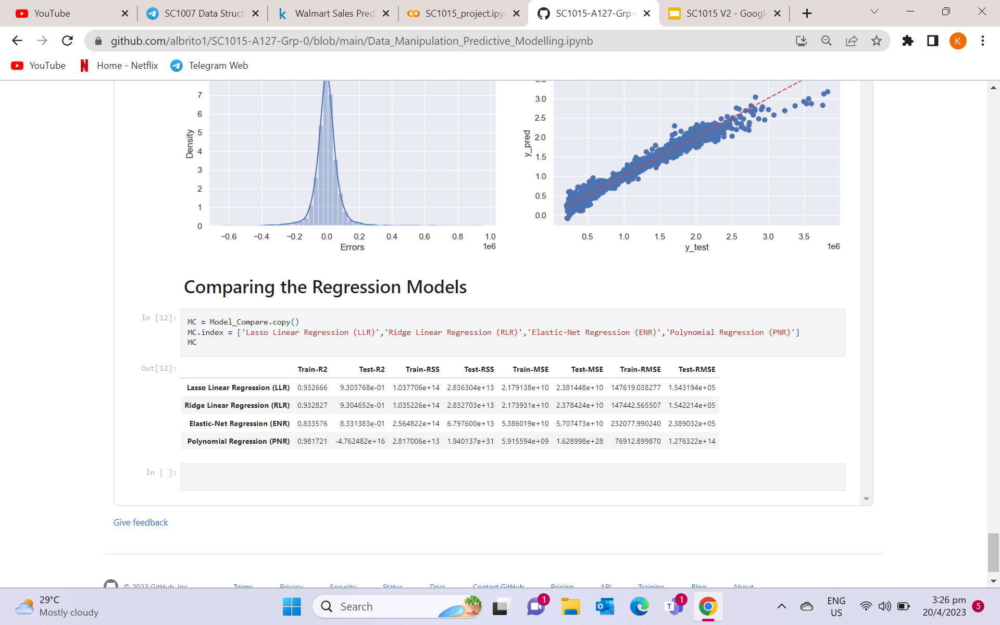 YouTube
SC1007 Data Struct
Walmart Sales Pred
SC1015_project.ipyn
SC1015-A127-Grp-
SC1015 V2 - Googl
github.com/albrito1/SC1015-A127-Grp-0/blob/main/Data_Manipulation_Predictive_Modelling.ipynb
K
YouTube
Home - Netflix
Telegram Web
7
6
5
4
3
2
1
0
Density
−0.6 −0.4 −0.2 0.0 0.2 0.4 0.6 0.8 1.0
Errors
1e6
3.0
2.5
2.0
1.5
1.0
0.5
0.0
y_pred
0.5 1.0 1.5 2.0 2.5 3.0 3.5
y_test
1e6
Comparing the Regression Models
In [12]:
MC = Model_Compare.copy()
MC.index = ['Lasso Linear Regression (LLR)','Ridge Linear Regression (RLR)','Elastic-Net Regression (ENR)','Polynomial Regression (PNR)']
MC
Out[12]:
Train-R2 Test-R2 Train-RSS Test-RSS Train-MSE Test-MSE Train-RMSE Test-RMSE
Lasso Linear Regression (LLR) 0.932666 9.303768e-01 1.037706e+14 2.836304e+13 2.179138e+10 2.381448e+10 147619.038277 1.543194e+05
Ridge Linear Regression (RLR) 0.932827 9.304652e-01 1.035226e+14 2.832703e+13 2.173931e+10 2.378424e+10 147442.565507 1.542214e+05
Elastic-Net Regression (ENR) 0.833576 8.331383e-01 2.564822e+14 6.797600e+13 5.386019e+10 5.707473e+10 232077.990240 2.389032e+05
Polynomial Regression (PNR) 0.981721 -4.762482e+16 2.817006e+13 1.940137e+31 5.915594e+09 1.628998e+28 76912.899870 1.276322e+14
In [ ]:
Give feedback
© 2023 GitHub, Inc. Terms Privacy Security Status Docs Contact GitHub Pricing API Training Blog About
29°C
Mostly cloudy
Search
1
1
ENG
US
3:26 pm
20/4/2023
5